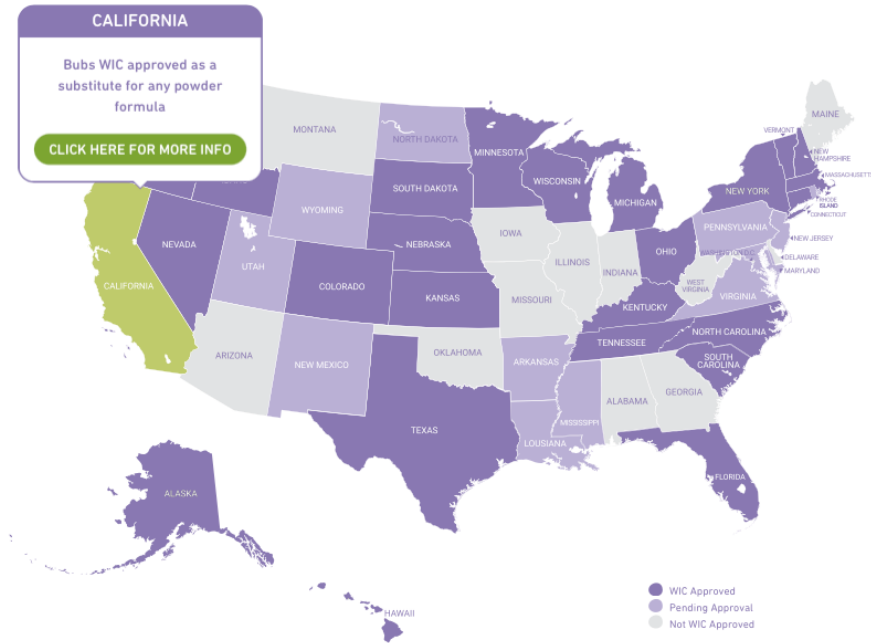 CALIFORNIA
Bubs WIC approved as a
substitute for any powder
formula
CLICK HERE FOR MORE INFO
MONTANA
NORTH DAKOTA
MINNESOTA
MAINE
VERMONT
NEW
HAMPSHIRE
MASSACHUSETTS
SOUTH DAKOTA
WISCONSIN
MICHIGAN
NEW YORK
RHODE
ISLAND
CONNECTICUT
WYOMING
IOWA
PENNSYLVANIA
NEW JERSEY
NEVADA
NEBRASKA
OHIO
ILLINOIS
INDIANA
DELAWARE
MARYLAND
UTAH
CALIFORNIA
COLORADO
KANSAS
MISSOURI
WEST
VIRGINIA
VIRGINIA
KENTUCKY
NORTH CAROLINA
TENNESSEE
ARIZONA
NEW MEXICO
OKLAHOMA
ARKANSAS
SOUTH
CAROLINA
ALABAMA
GEORGIA
MISSISSIPPI
TEXAS
LOUSIANA
FLORIDA
ALASKA
HAWAII
WIC Approved
Pending Approval
Not WIC Approved